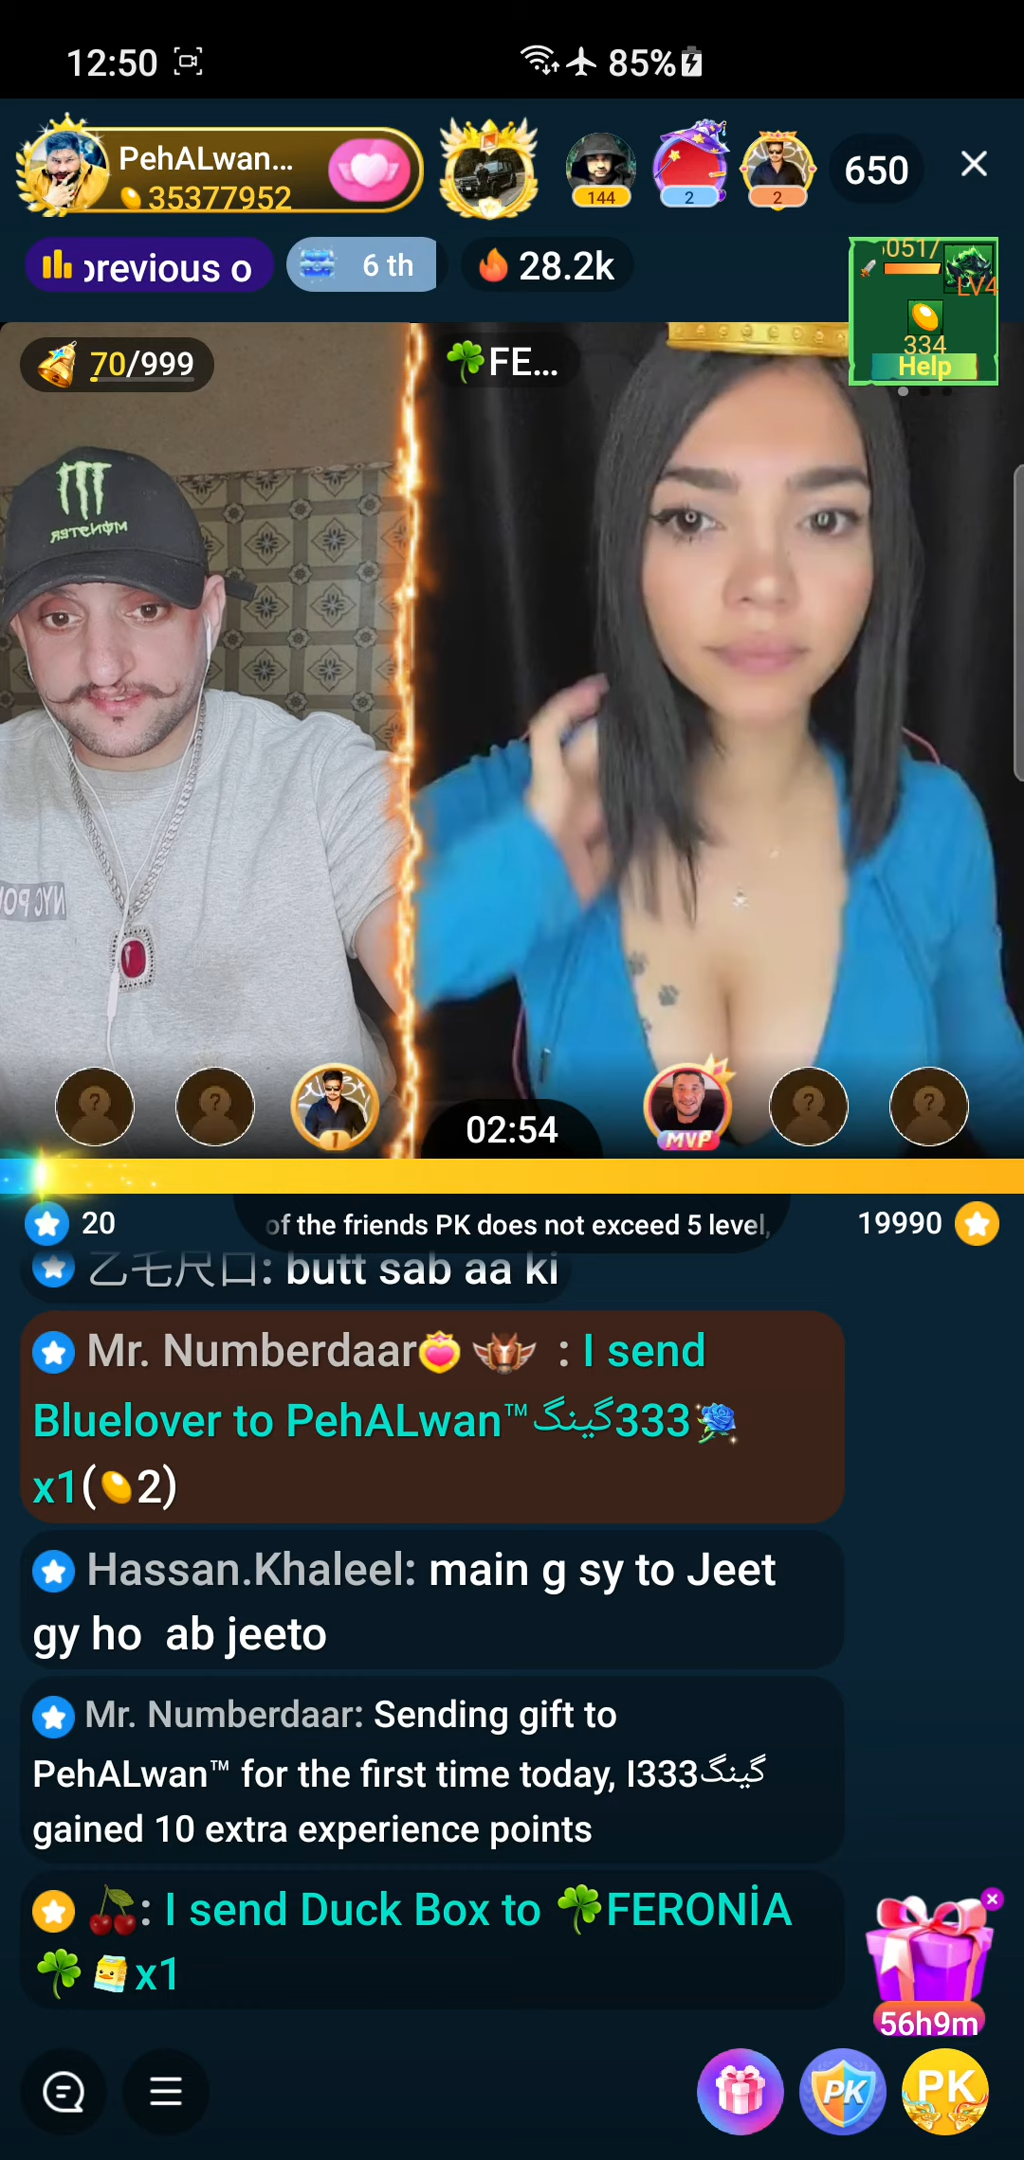 12:50
85%
PehALwan...
35377952
144
2
2
650
previous o
6 th
28.2k
LV4
334
Help
70/999
FE...
MONSTER
1
02:54
MVP
20
of the friends PK does not exceed 5 level,
19990
乙乇尺口: butt sab aa ki
Mr. Numberdaar : I send
Bluelover to PehALwan™گینگ333
x1(2)
Hassan.Khaleel: main g sy to Jeet
gy ho ab jeeto
Mr. Numberdaar: Sending gift to
PehALwan™ for the first time today, I333گینگ
gained 10 extra experience points
: I send Duck Box to FERONİA
x1
56h9m
PK
PK